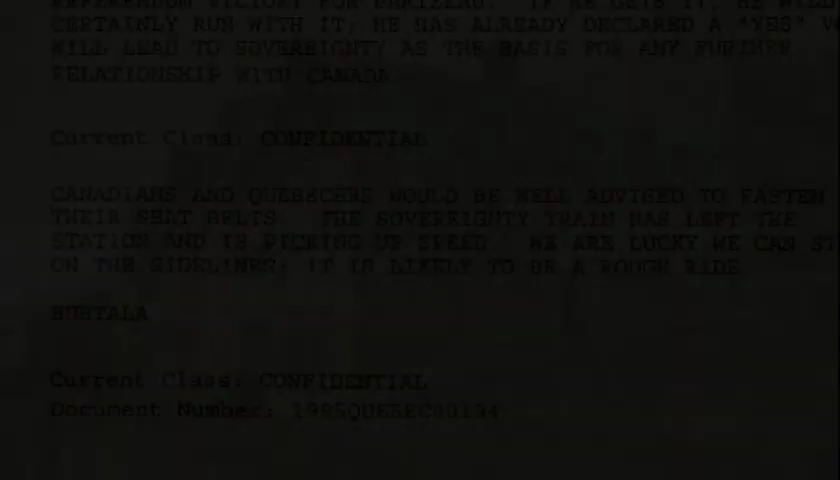 REFERENDUM VICTORY FOR PARIZEAU. IF HE GETS IT, HE WILL
CERTAINLY RUN WITH IT; HE HAS ALREADY DECLARED A "YES" VO
WILL LEAD TO SOVEREIGNTY AS THE BASIS FOR ANY FURTHER
RELATIONSHIP WITH CANADA.
Current Class: CONFIDENTIAL
CANADIANS AND QUEBECERS WOULD BE WELL ADVISED TO FASTEN
THEIR SEAT BELTS. THE SOVEREIGNTY TRAIN HAS LEFT THE
STATION AND IS PICKING UP SPEED. WE ARE LUCKY WE CAN ST
ON THE SIDELINES; IT IS LIKELY TO BE A ROUGH RIDE.
BURTALA
Current Class: CONFIDENTIAL
Document Number: 1995QUEBEC00194